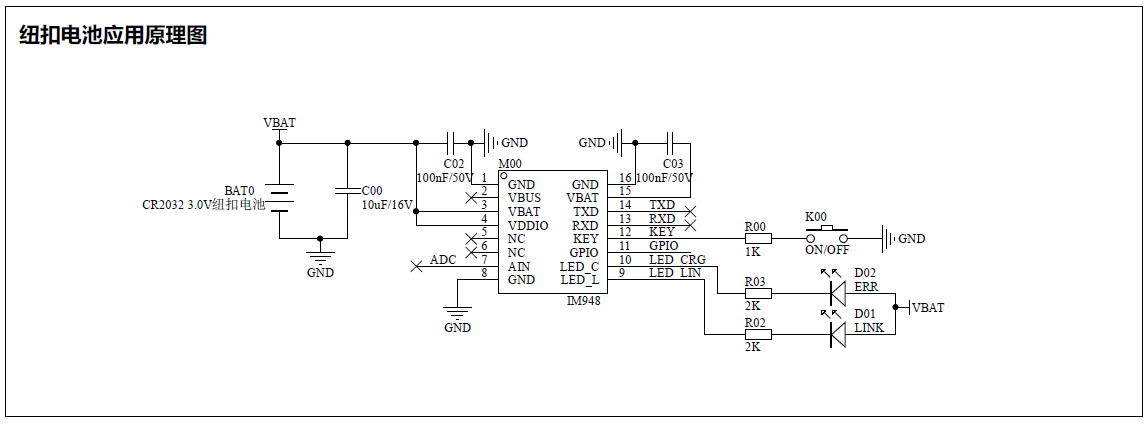 纽扣电池应用原理图
VBAT
GND
GND
C02
M00
C03
100nF/50V
100nF/50V
BAT0
CR2032 3.0V纽扣电池
C00
10uF/16V
GND
ADC
GND
1 GND
2 VBUS
3 VBAT
4 VDDIO
5 NC
6 NC
7 AIN
8 GND
GND 16
VBAT 15
TXD 14 TXD
RXD 13 RXD
KEY 12 KEY
GPIO 11 GPIO
LED_C 10 LED_CRG
LED_L 9 LED_LIN
IM948
R00
1K
K00
ON/OFF
GND
R03
2K
D02
ERR
VBAT
R02
2K
D01
LINK